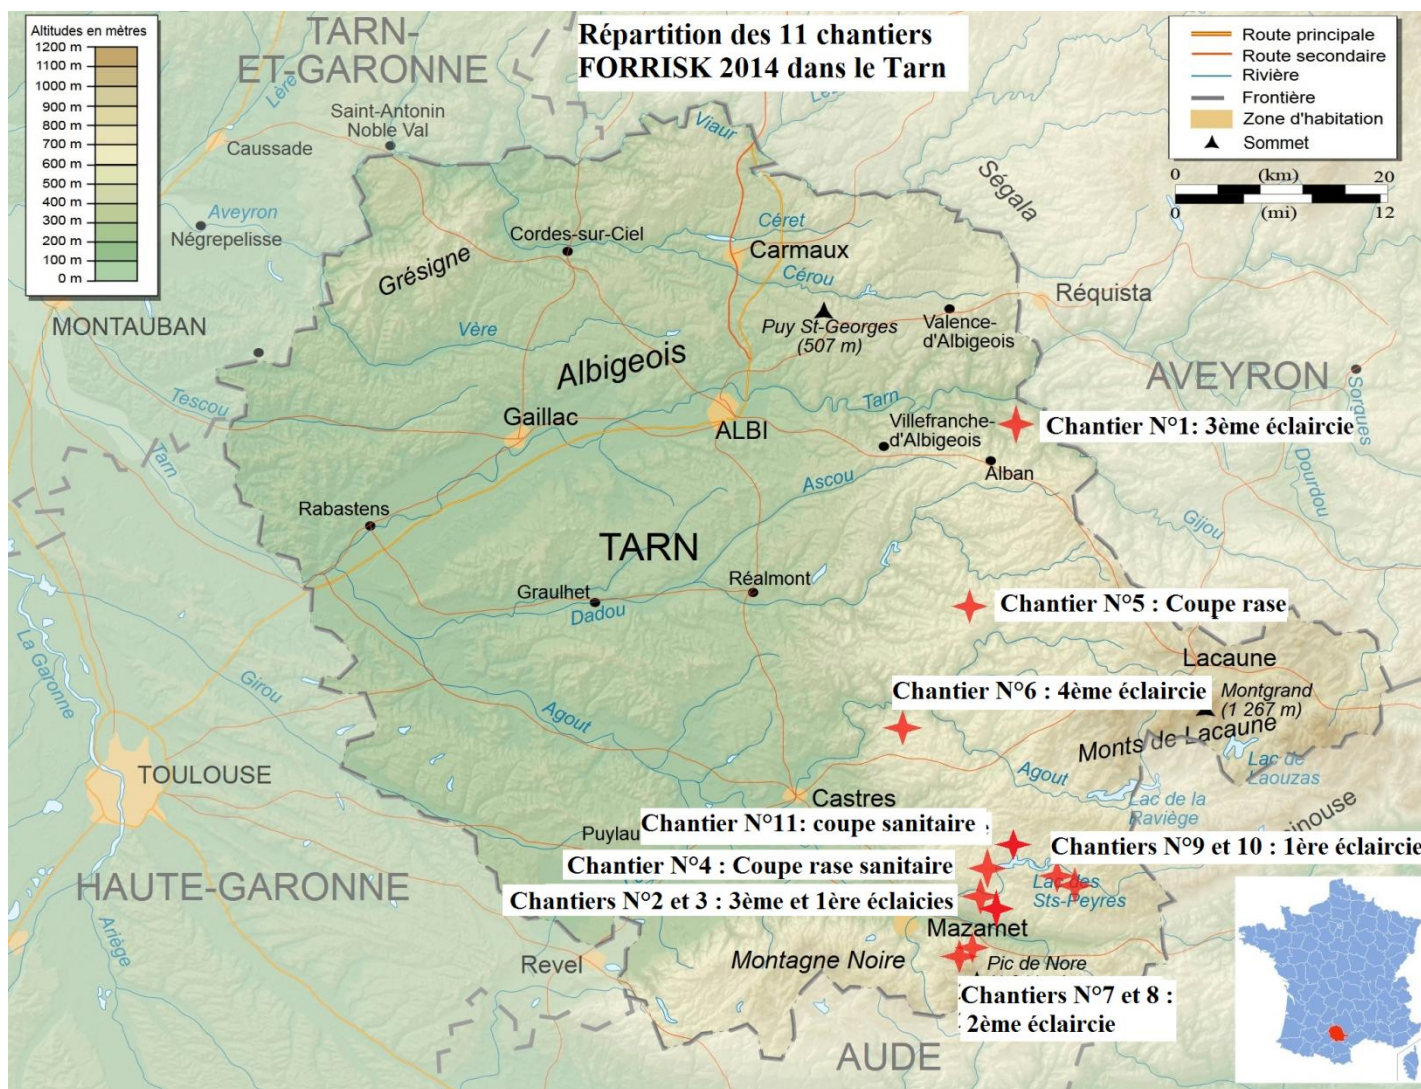 Altitudes en mètres
1200 m
1100 m
1000 m
900 m
800 m
700 m
600 m
500 m
400 m
300 m
200 m
100 m
0 m
Répartition des 11 chantiers
FORRISK 2014 dans le Tarn
Route principale
Route secondaire
Rivière
Frontière
Zone d'habitation
Sommet
0 (km) 20
0 (mi) 12
TARN-
ET-GARONNE
Lère
Saint-Antonin
Noble Val
Caussade
Viaur
Ségala
Aveyron
Nègrepelisse
Cordes-sur-Ciel
Céret
Carmaux
Cérou
Grésigne
Réquista
MONTAUBAN
Vère
Puy St-Georges
(507 m)
Valence-
d'Albigeois
Albigeois
AVEYRON
Sorgues
Tescou
Tarn
Gaillac
ALBI
Tarn
Villefranche-
d'Albigeois
Chantier N°1: 3ème éclaircie
Alban
Ascou
Dourdou
Rabastens
Gijou
TARN
Réalmont
Graulhet
Dadou
Chantier N°5 : Coupe rase
La Garonne
Girou
Lacaune
Chantier N°6 : 4ème éclaircie
Montgrand
(1 267 m)
Agout
Monts de Lacaune
TOULOUSE
Agout
Lac de
Laouzas
Castres
Lac de la
Raviège
inouse
Puylau
Chantier N°11: coupe sanitaire
Chantiers N°9 et 10 : 1ère éclaircie
Chantier N°4 : Coupe rase sanitaire
HAUTE-GARONNE
Lac des
Sts-Peyres
Chantiers N°2 et 3 : 3ème et 1ère éclaicies
Mazamet
Ariège
Revel
Montagne Noire
Pic de Nore
Chantiers N°7 et 8 :
2ème éclaircie
AUDE